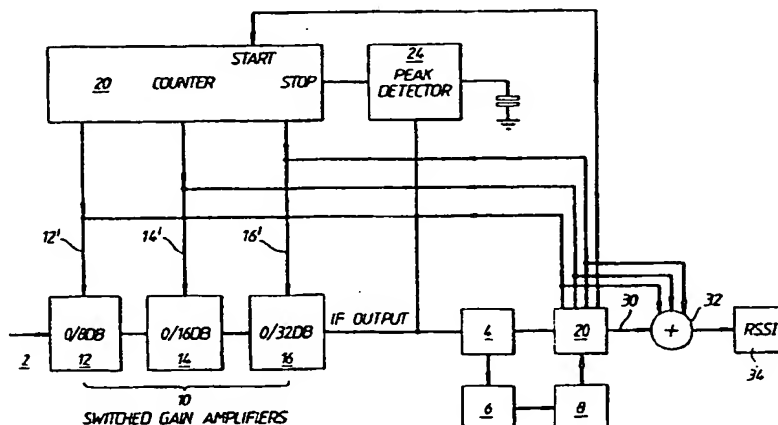 START
20 COUNTER
STOP
24
PEAK
DETECTOR
12' 14' 16'
IF OUTPUT
30
32
2
0/8DB
12
0/16DB
14
0/32DB
16
4
20
+
RSSI
34
10
SWITCHED GAIN AMPLIFIERS
6
8